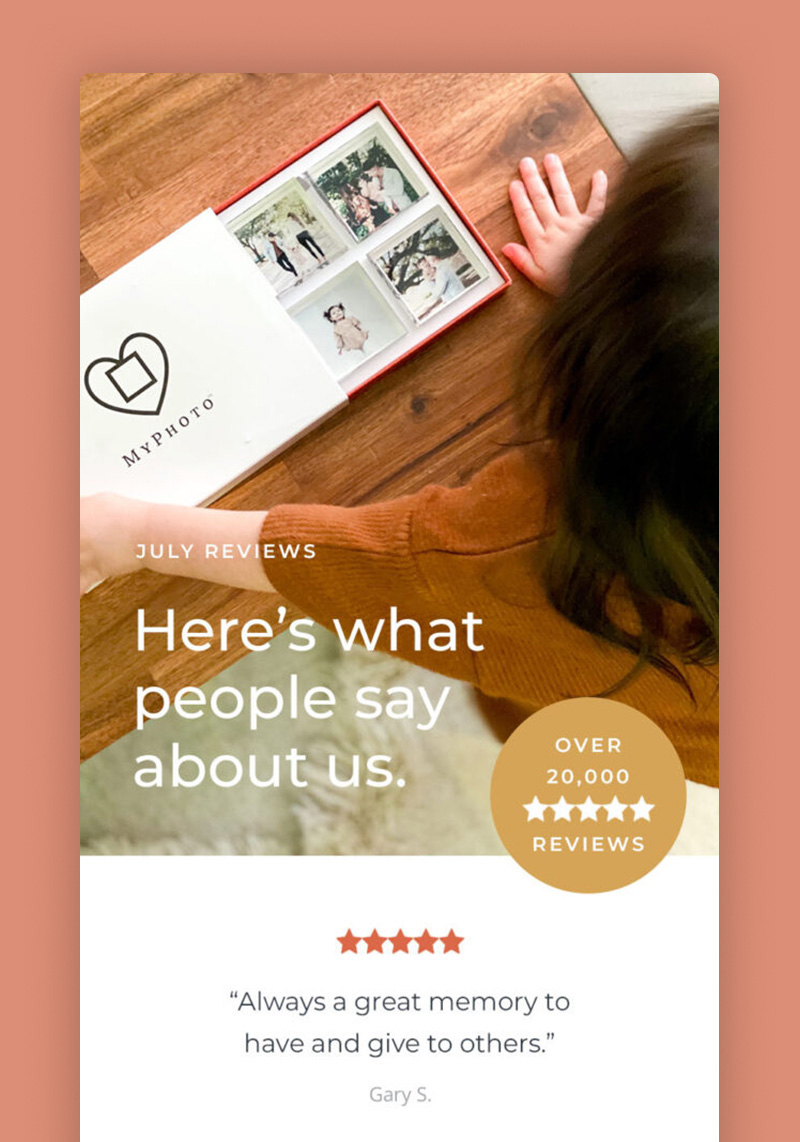 MYPHOTO
JULY REVIEWS
Here’s what
people say
about us.
OVER
20,000
REVIEWS
“Always a great memory to
have and give to others.”
Gary S.